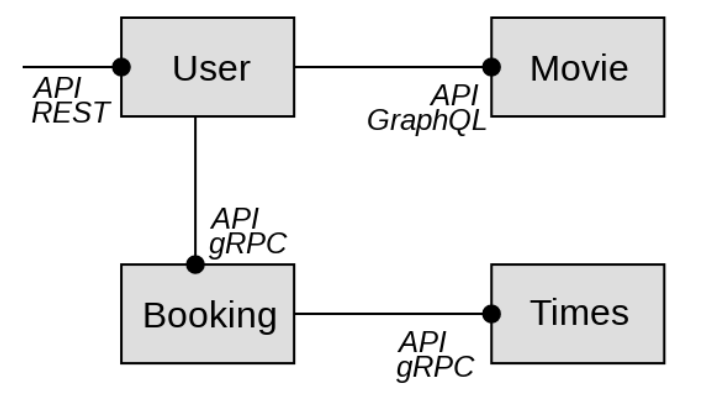 User
Movie
API
REST
API
GraphQL
API
gRPC
Booking
Times
API
gRPC